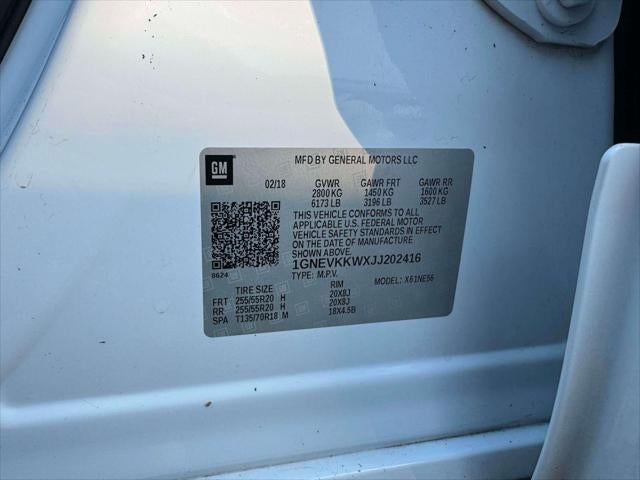 GM
MFD BY GENERAL MOTORS LLC
02/18 GVWR GAWR FRT GAWR RR
2800 KG 1450 KG 1600 KG
6173 LB 3196 LB 3527 LB
THIS VEHICLE CONFORMS TO ALL
APPLICABLE U.S. FEDERAL MOTOR
VEHICLE SAFETY STANDARDS IN EFFECT
ON THE DATE OF MANUFACTURE
SHOWN ABOVE.
1GNEVKKWXJJ202416
8624
TYPE: M.P.V. MODEL: X61NE56
TIRE SIZE RIM
FRT 255/55R20 H 20X8J
RR 255/55R20 H 20X8J
SPA T135/70R18 M 18X4.5B